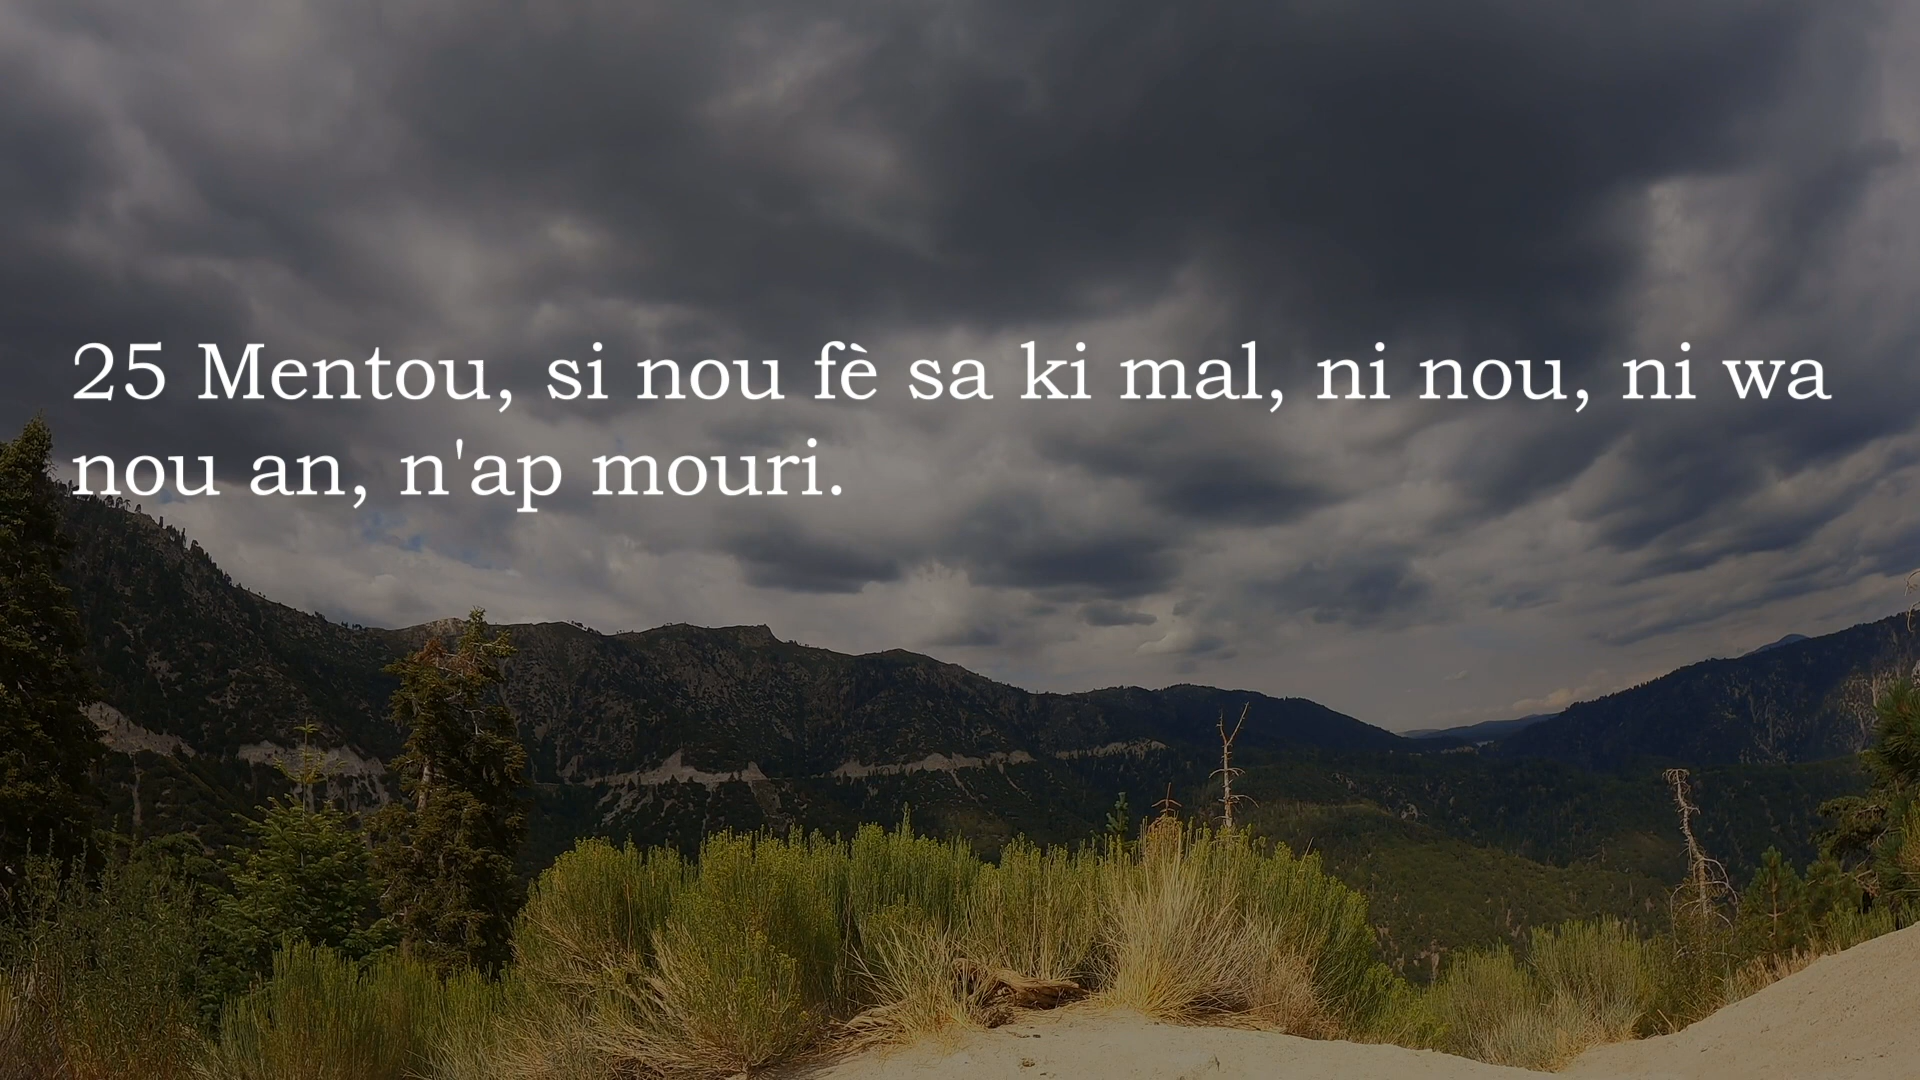 25 Mentou, si nou fè sa ki mal, ni nou, ni wa
nou an, n'ap mouri.